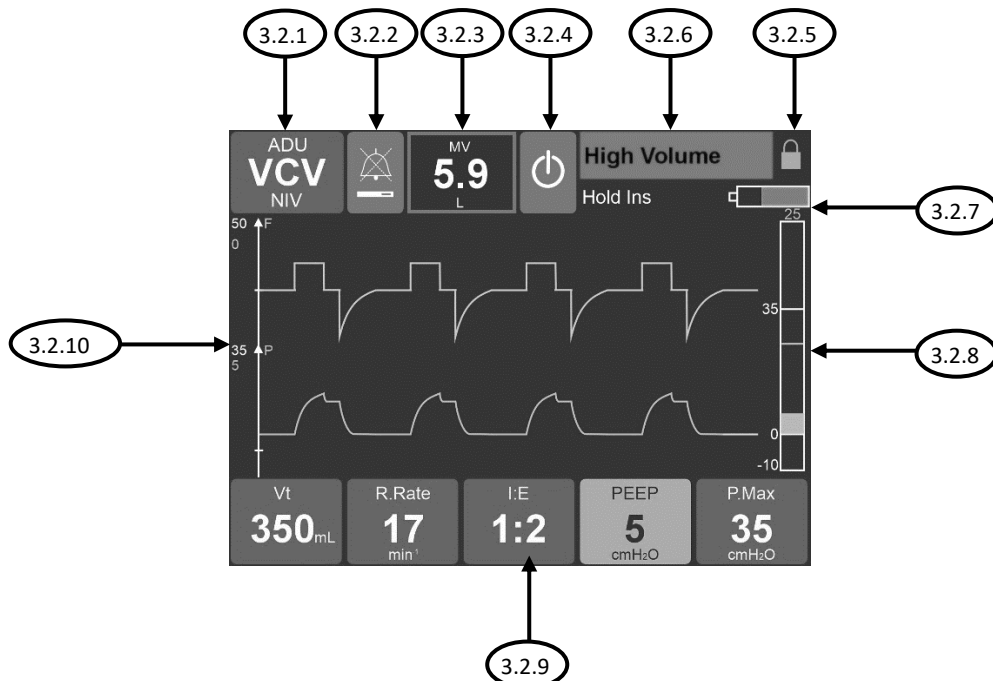 3.2.1 3.2.2 3.2.3 3.2.4 3.2.6 3.2.5
ADU
VCV
NIV
MV
5.9
L
High Volume
Hold Ins
25
3.2.7
50 F
0
35
3.2.10
35 P
5
3.2.8
0
-10
Vt
350 mL
R.Rate
17
min⁻¹
I:E
1:2
PEEP
5
cmH₂O
P.Max
35
cmH₂O
3.2.9